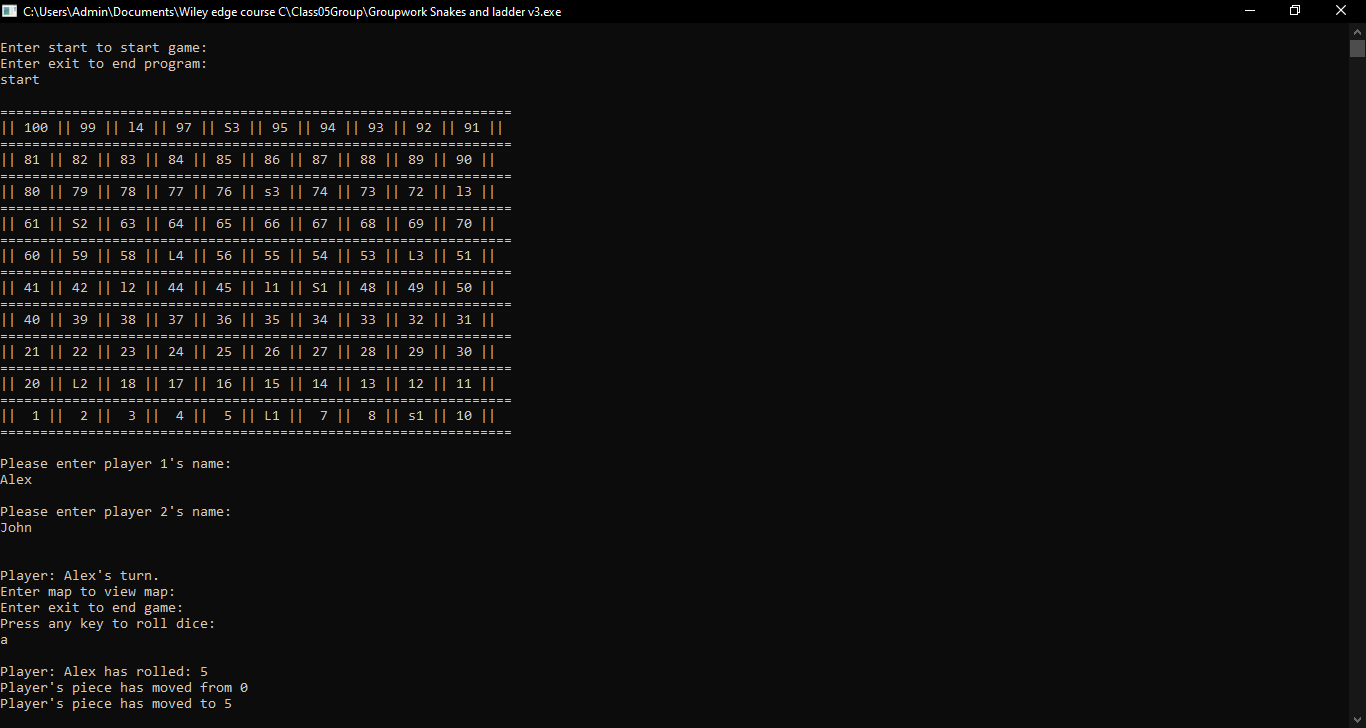 C:\Users\Admin\Documents\Wiley edge course C\Class05Group\Groupwork Snakes and ladder v3.exe
Enter start to start game:
Enter exit to end program:
start
================================================================
|| 100 || 99 || l4 || 97 || S3 || 95 || 94 || 93 || 92 || 91 ||
================================================================
|| 81 || 82 || 83 || 84 || 85 || 86 || 87 || 88 || 89 || 90 ||
================================================================
|| 80 || 79 || 78 || 77 || 76 || s3 || 74 || 73 || 72 || l3 ||
================================================================
|| 61 || S2 || 63 || 64 || 65 || 66 || 67 || 68 || 69 || 70 ||
================================================================
|| 60 || 59 || 58 || L4 || 56 || 55 || 54 || 53 || L3 || 51 ||
================================================================
|| 41 || 42 || l2 || 44 || 45 || l1 || S1 || 48 || 49 || 50 ||
================================================================
|| 40 || 39 || 38 || 37 || 36 || 35 || 34 || 33 || 32 || 31 ||
================================================================
|| 21 || 22 || 23 || 24 || 25 || 26 || 27 || 28 || 29 || 30 ||
================================================================
|| 20 || L2 || 18 || 17 || 16 || 15 || 14 || 13 || 12 || 11 ||
================================================================
||  1 ||  2 ||  3 ||  4 ||  5 || L1 ||  7 ||  8 || s1 || 10 ||
================================================================
Please enter player 1's name:
Alex
Please enter player 2's name:
John
Player: Alex's turn.
Enter map to view map:
Enter exit to end game:
Press any key to roll dice:
a
Player: Alex has rolled: 5
Player's piece has moved from 0
Player's piece has moved to 5